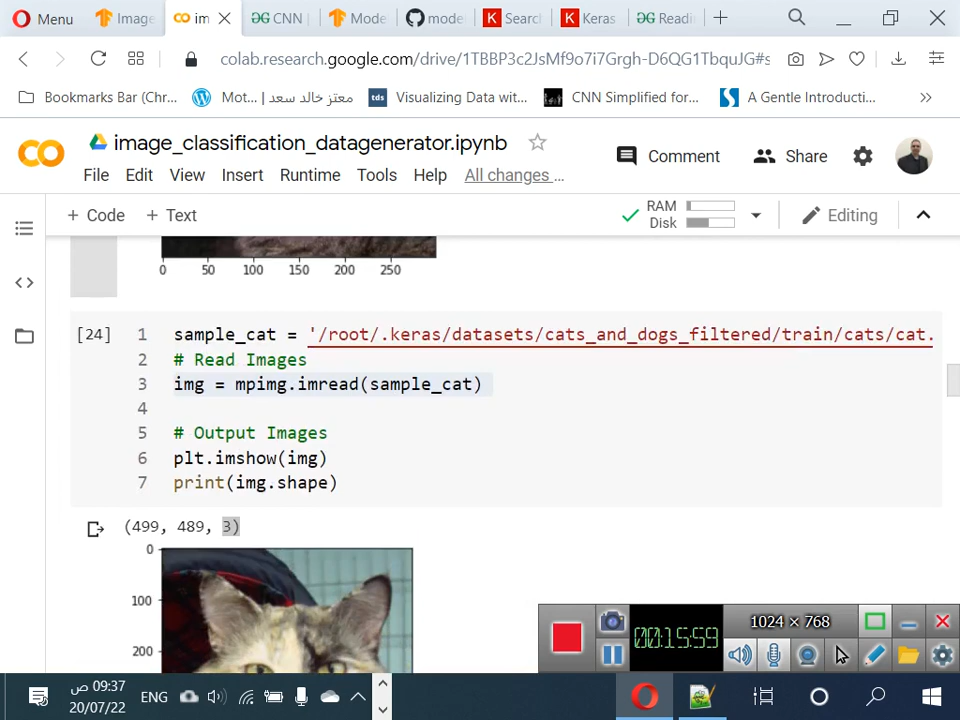 Menu
Image
im
CNN
Mode
mode
Searc
Keras
Readi
colab.research.google.com/drive/1TBBP3c2JsMf9o7i7Grgh-D6QG1TbquJG#s
Bookmarks Bar (Chr...
Mot... | معتز خالد سعد
tds
Visualizing Data wit...
CNN Simplified for...
A Gentle Introducti...
image_classification_datagenerator.ipynb
Comment
Share
File Edit View Insert Runtime Tools Help All changes ...
+ Code + Text
RAM
Disk
Editing
0 50 100 150 200 250
[24]
1 sample_cat = '/root/.keras/datasets/cats_and_dogs_filtered/train/cats/cat.
2 # Read Images
3 img = mpimg.imread(sample_cat)
4
5 # Output Images
6 plt.imshow(img)
7 print(img.shape)
(499, 489, 3)
0
100
200
00:15:59
1024 × 768
09:37 ص
20/07/22
ENG